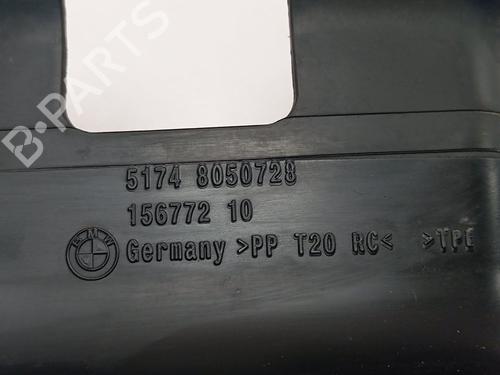 B-PARTS
5174 8050728
156772 10
BMW
Germany >PP T20 RC< >TPE